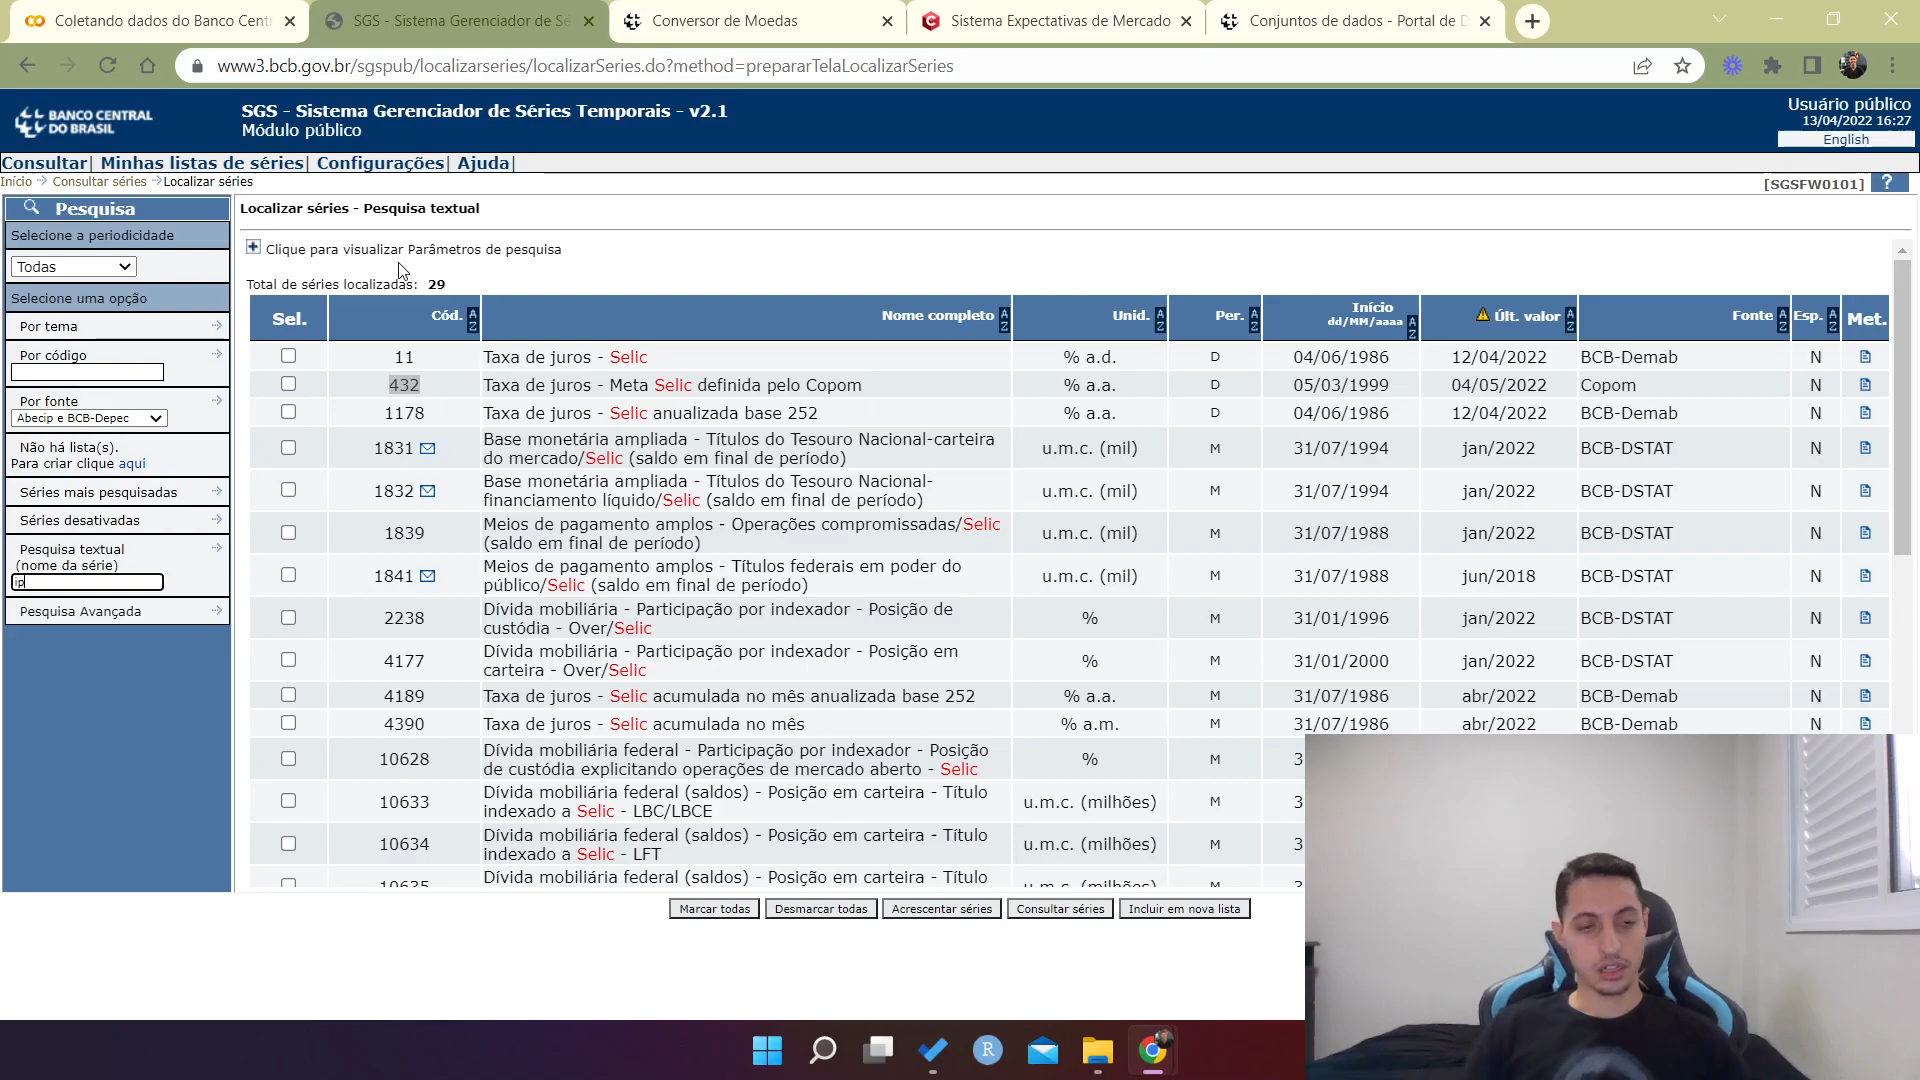 Coletando dados do Banco Cent
SGS - Sistema Gerenciador de Sé
Conversor de Moedas
Sistema Expectativas de Mercado
Conjuntos de dados - Portal de D
www3.bcb.gov.br/sgspub/localizarseries/localizarSeries.do?method=prepararTelaLocalizarSeries
BANCO CENTRAL
DO BRASIL
SGS - Sistema Gerenciador de Séries Temporais - v2.1
Módulo público
Usuário público
13/04/2022 16:27
English
Consultar| Minhas listas de séries| Configurações| Ajuda|
Início Consultar séries Localizar séries
[SGSFW0101] ?
Pesquisa
Selecione a periodicidade
Todas
Selecione uma opção
Por tema
Por código
Por fonte
Abecip e BCB-Depec
Não há lista(s).
Para criar clique aqui
Séries mais pesquisadas
Séries desativadas
Pesquisa textual
(nome da série)
ip
Pesquisa Avançada
Localizar séries - Pesquisa textual
Clique para visualizar Parâmetros de pesquisa
Total de séries localizadas: 29
Sel. Cód. Nome completo Unid. Per. Início dd/MM/aaaa Últ. valor Fonte Esp. Met.
11 Taxa de juros - Selic % a.d. D 04/06/1986 12/04/2022 BCB-Demab N
432 Taxa de juros - Meta Selic definida pelo Copom % a.a. D 05/03/1999 04/05/2022 Copom N
1178 Taxa de juros - Selic anualizada base 252 % a.a. D 04/06/1986 12/04/2022 BCB-Demab N
1831 Base monetária ampliada - Títulos do Tesouro Nacional-carteira
do mercado/Selic (saldo em final de período) u.m.c. (mil) M 31/07/1994 jan/2022 BCB-DSTAT N
1832 Base monetária ampliada - Títulos do Tesouro Nacional-
financiamento líquido/Selic (saldo em final de período) u.m.c. (mil) M 31/07/1994 jan/2022 BCB-DSTAT N
1839 Meios de pagamento amplos - Operações compromissadas/Selic
(saldo em final de período) u.m.c. (mil) M 31/07/1988 jan/2022 BCB-DSTAT N
1841 Meios de pagamento amplos - Títulos federais em poder do
público/Selic (saldo em final de período) u.m.c. (mil) M 31/07/1988 jun/2018 BCB-DSTAT N
2238 Dívida mobiliária - Participação por indexador - Posição de
custódia - Over/Selic % M 31/01/1996 jan/2022 BCB-DSTAT N
4177 Dívida mobiliária - Participação por indexador - Posição em
carteira - Over/Selic % M 31/01/2000 jan/2022 BCB-DSTAT N
4189 Taxa de juros - Selic acumulada no mês anualizada base 252 % a.a. M 31/07/1986 abr/2022 BCB-Demab N
4390 Taxa de juros - Selic acumulada no mês % a.m. M 31/07/1986 abr/2022 BCB-Demab N
10628 Dívida mobiliária federal - Participação por indexador - Posição
de custódia explicitando operações de mercado aberto - Selic % M 3
10633 Dívida mobiliária federal (saldos) - Posição em carteira - Título
indexado a Selic - LBC/LBCE u.m.c. (milhões) M 3
10634 Dívida mobiliária federal (saldos) - Posição em carteira - Título
indexado a Selic - LFT u.m.c. (milhões) M 3
10635 Dívida mobiliária federal (saldos) - Posição em carteira - Título u.m.c. (milhões) M 3
Marcar todas Desmarcar todas Acrescentar séries Consultar séries Incluir em nova lista
R